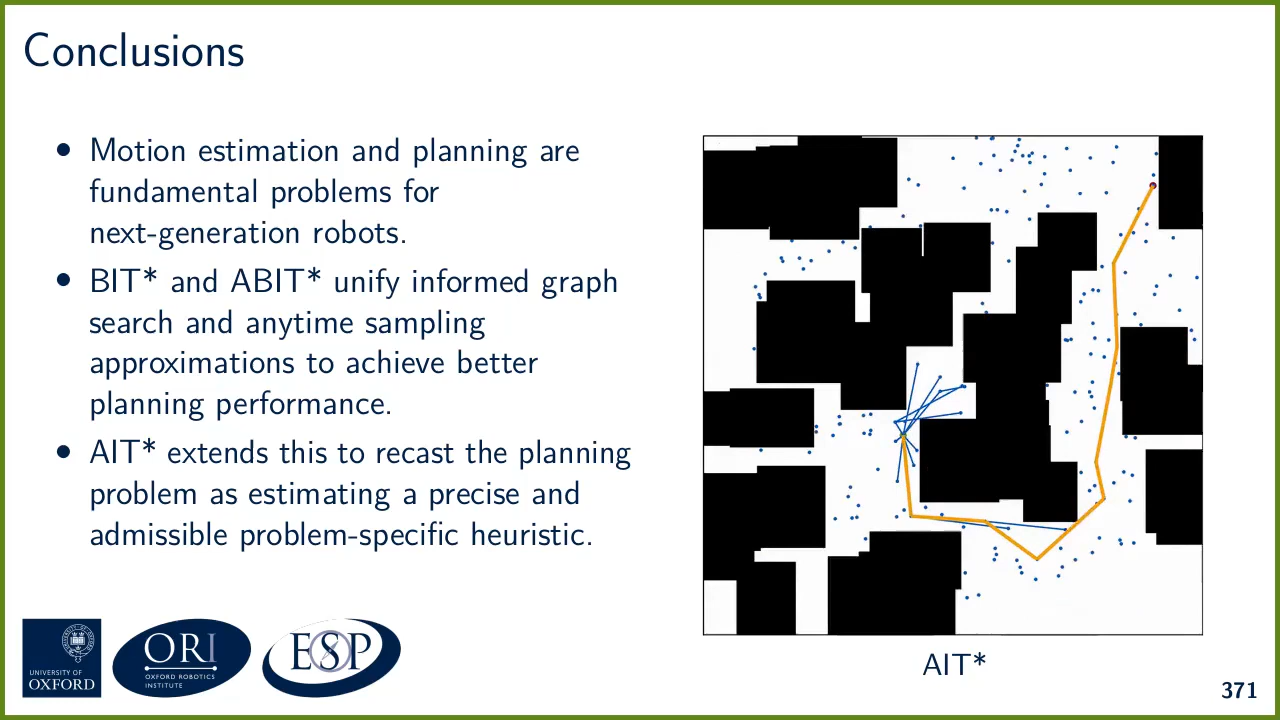 Conclusions
• Motion estimation and planning are
fundamental problems for
next-generation robots.
• BIT* and ABIT* unify informed graph
search and anytime sampling
approximations to achieve better
planning performance.
• AIT* extends this to recast the planning
problem as estimating a precise and
admissible problem-specific heuristic.
AIT*
UNIVERSITY OF
OXFORD
ORI
OXFORD ROBOTICS
INSTITUTE
ESP
371